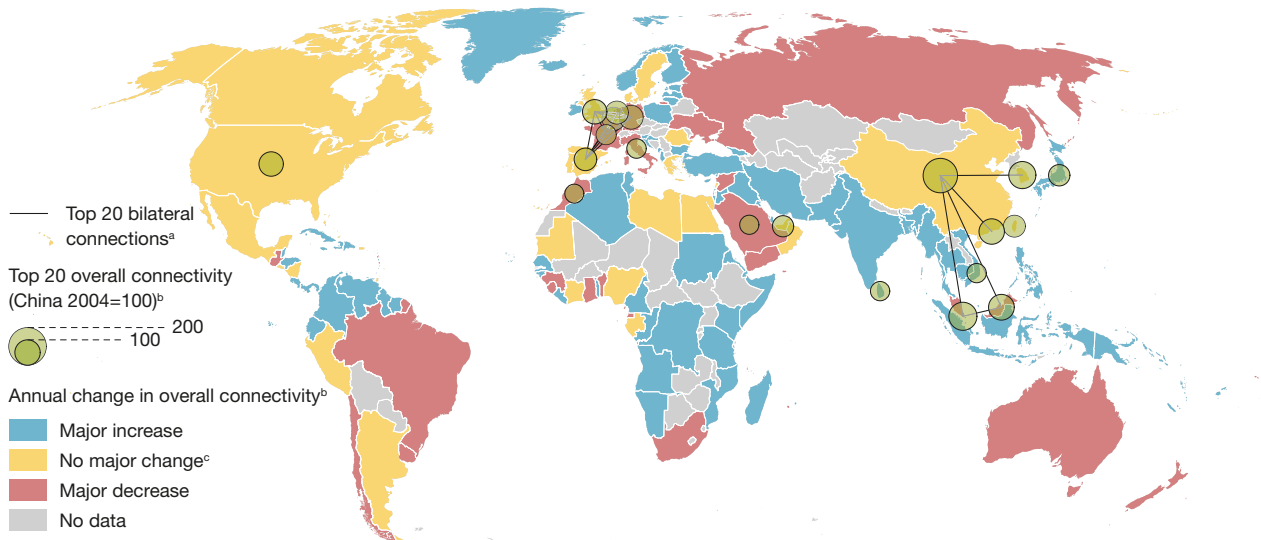 Top 20 bilateral
connectionsᵃ
Top 20 overall connectivity
(China 2004=100)ᵇ
200
100
Annual change in overall connectivityᵇ
Major increase
No major changeᶜ
Major decrease
No data